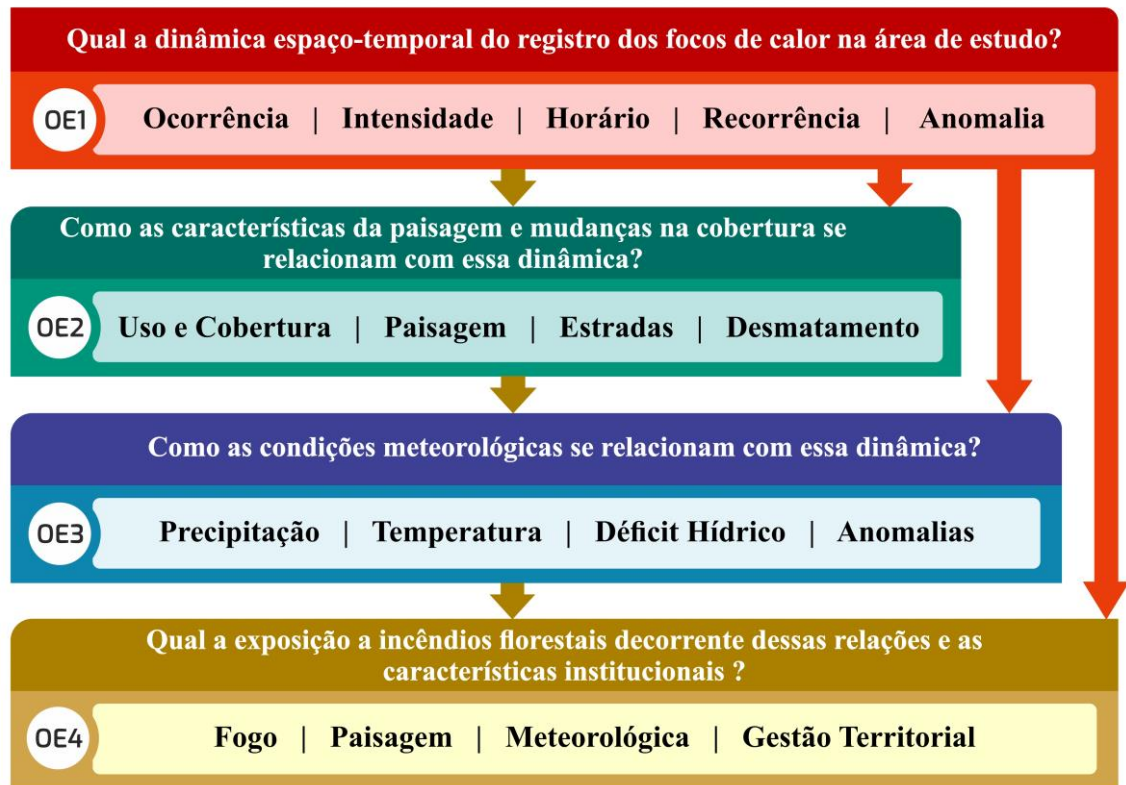 Qual a dinâmica espaço-temporal do registro dos focos de calor na área de estudo?
OE1
Ocorrência | Intensidade | Horário | Recorrência | Anomalia
Como as características da paisagem e mudanças na cobertura se
relacionam com essa dinâmica?
OE2
Uso e Cobertura | Paisagem | Estradas | Desmatamento
Como as condições meteorológicas se relacionam com essa dinâmica?
OE3
Precipitação | Temperatura | Déficit Hídrico | Anomalias
Qual a exposição a incêndios florestais decorrente dessas relações e as
características institucionais ?
OE4
Fogo | Paisagem | Meteorológica | Gestão Territorial